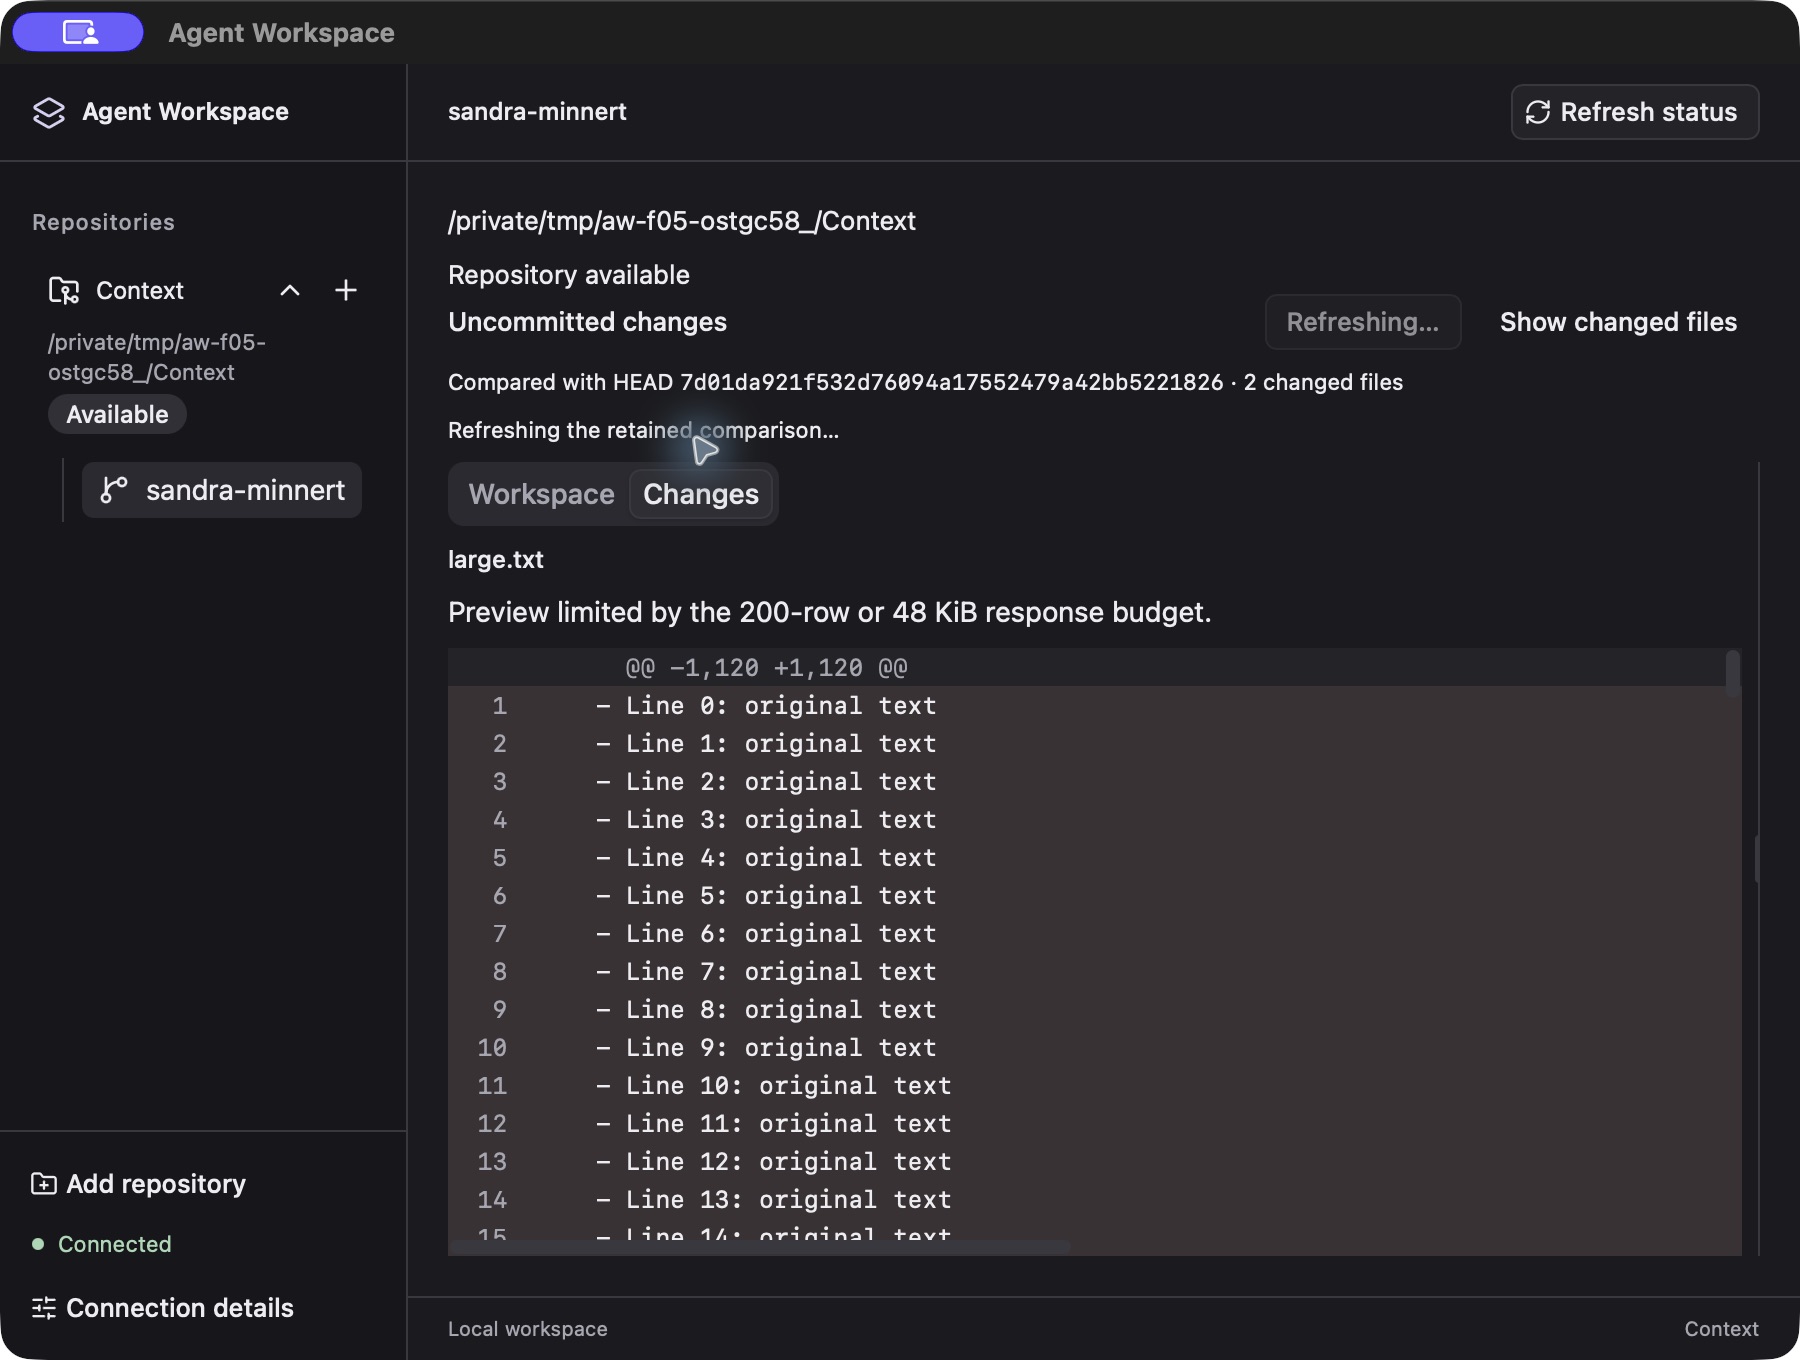 Agent Workspace
Agent Workspace
sandra-minnert
Refresh status
Repositories
Context
/private/tmp/aw-f05-
ostgc58_/Context
Available
sandra-minnert
/private/tmp/aw-f05-ostgc58_/Context
Repository available
Uncommitted changes
Refreshing...
Show changed files
Compared with HEAD 7d01da921f532d76094a17552479a42bb5221826 · 2 changed files
Refreshing the retained comparison...
Workspace
Changes
large.txt
Preview limited by the 200-row or 48 KiB response budget.
@@ -1,120 +1,120 @@
1 - Line 0: original text
2 - Line 1: original text
3 - Line 2: original text
4 - Line 3: original text
5 - Line 4: original text
6 - Line 5: original text
7 - Line 6: original text
8 - Line 7: original text
9 - Line 8: original text
10 - Line 9: original text
11 - Line 10: original text
12 - Line 11: original text
13 - Line 12: original text
14 - Line 13: original text
15 - Line 14: original text
Add repository
Connected
Connection details
Local workspace
Context